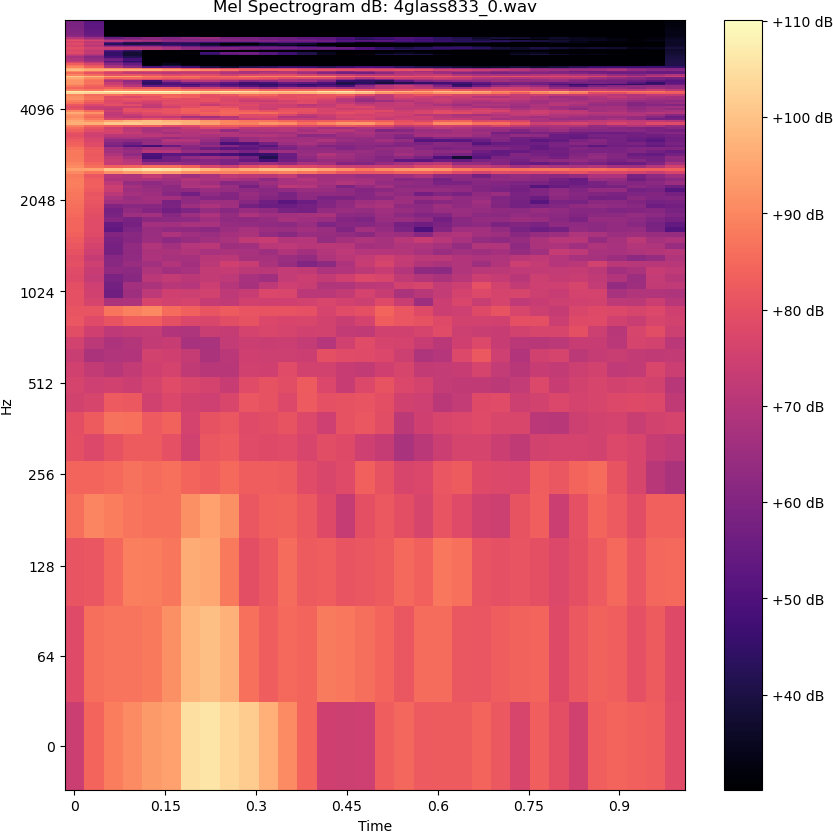 Mel Spectrogram dB: 4glass833_0.wav
+110 dB
+100 dB
+90 dB
+80 dB
+70 dB
+60 dB
+50 dB
+40 dB
4096
2048
1024
512
256
128
64
0
Hz
0
0.15
0.3
0.45
0.6
0.75
0.9
Time